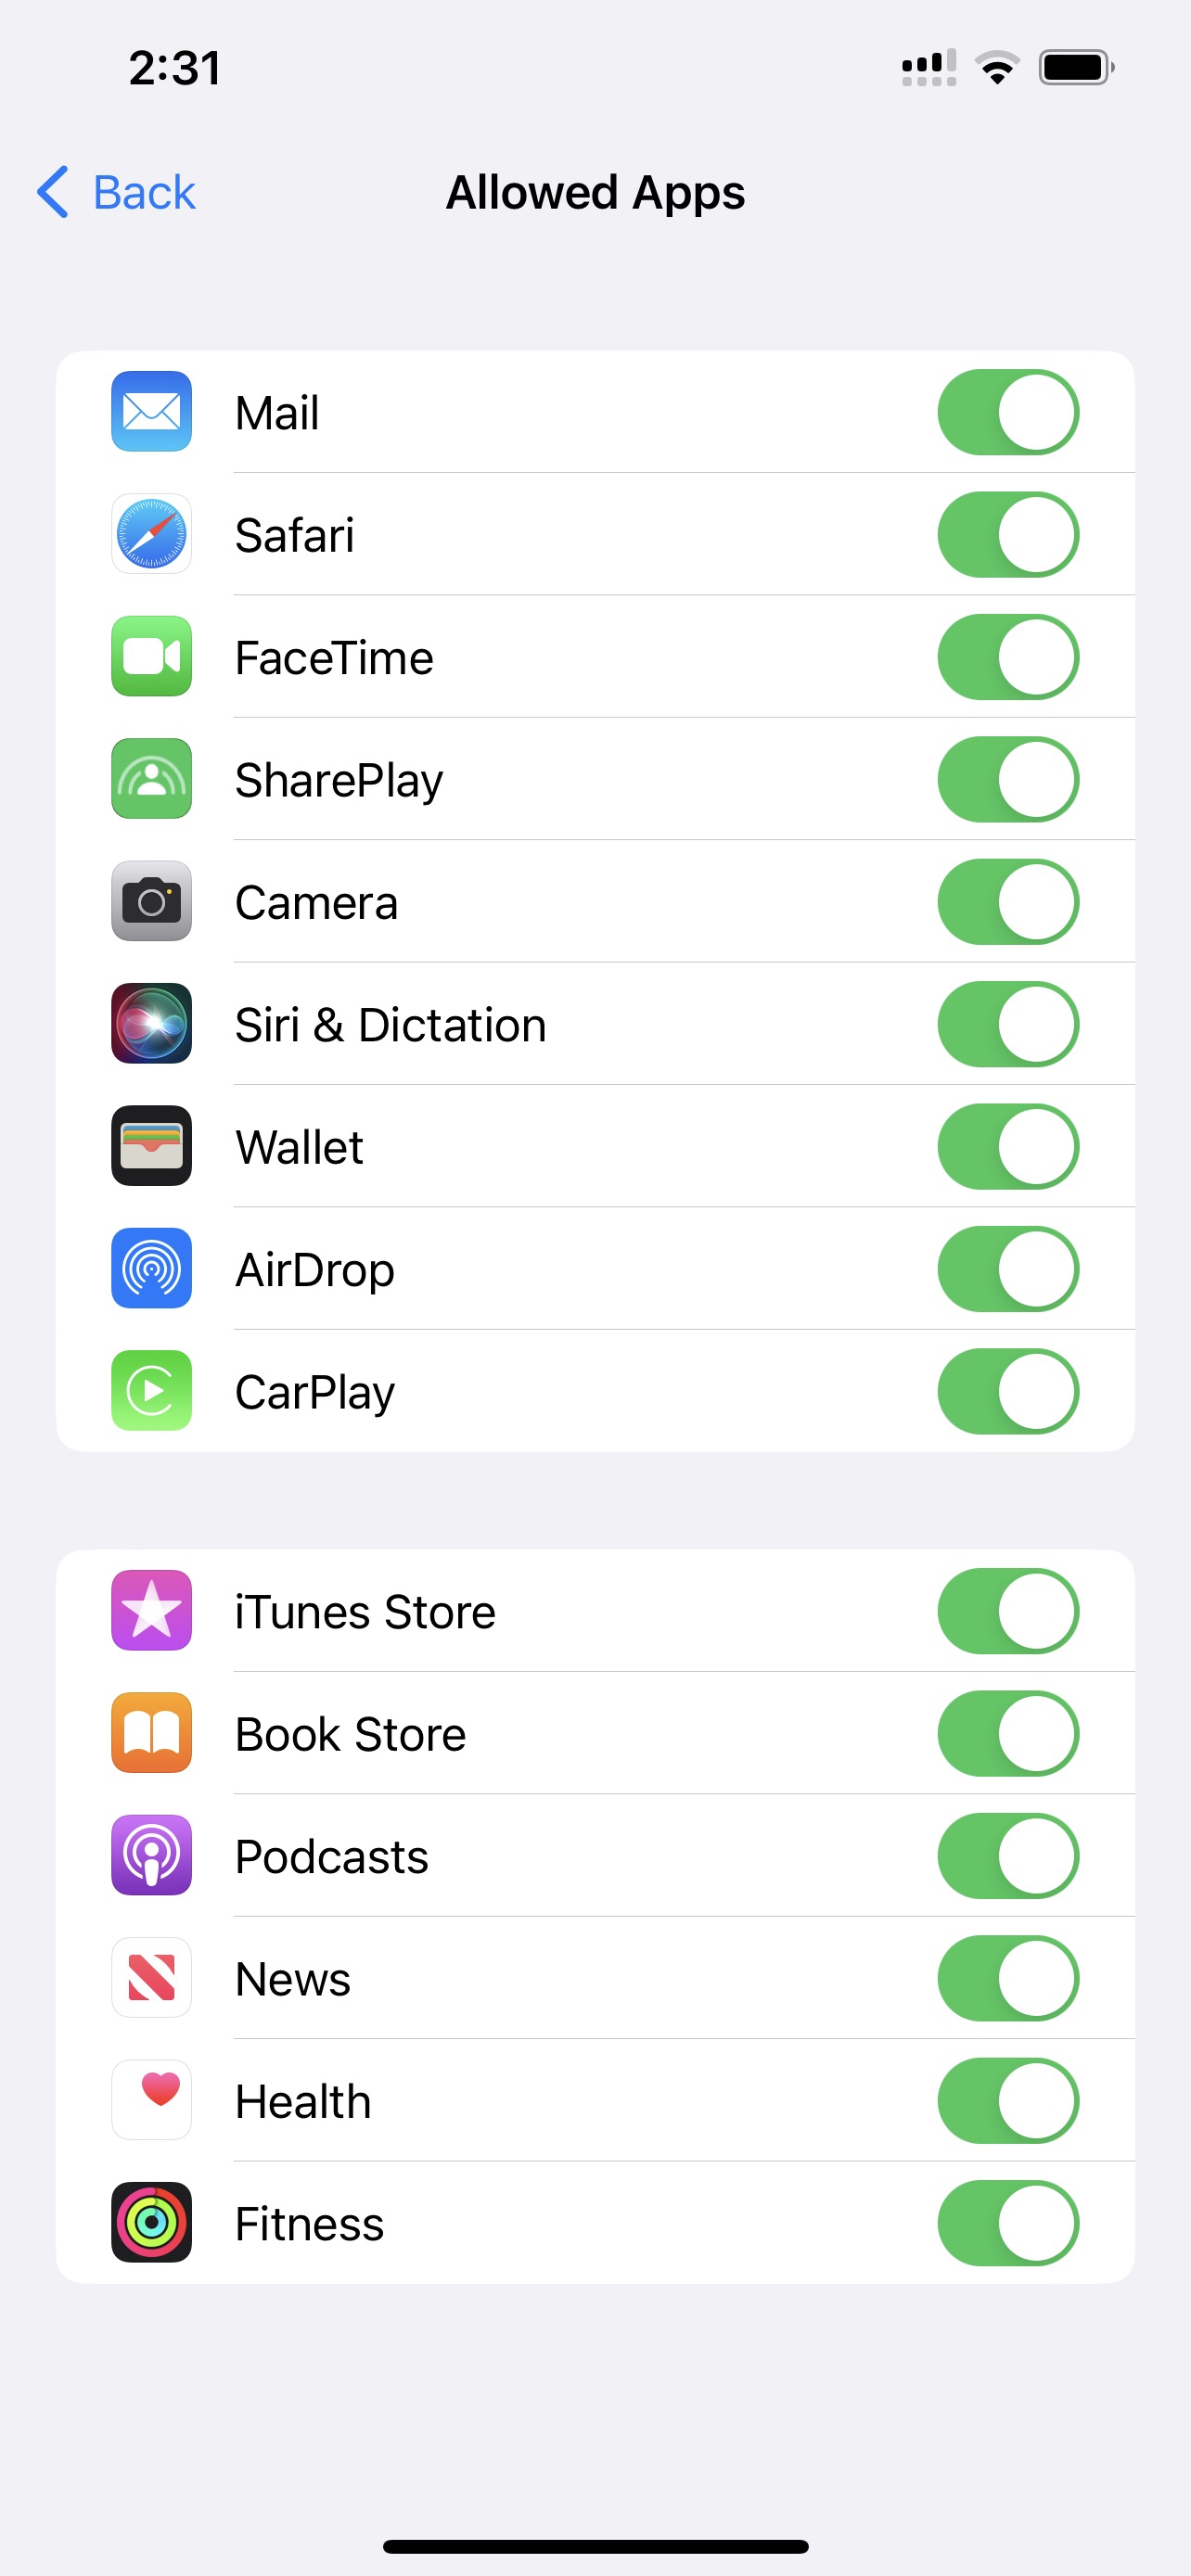 2:31
Back
Allowed Apps
Mail
Safari
FaceTime
SharePlay
Camera
Siri & Dictation
Wallet
AirDrop
CarPlay
iTunes Store
Book Store
Podcasts
News
Health
Fitness